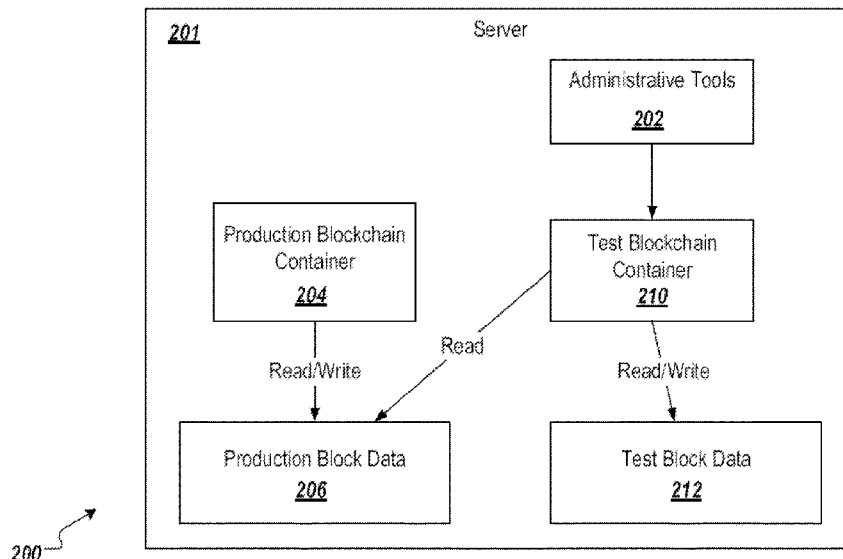 201 Server
Administrative Tools
202
Production Blockchain
Container
204
Test Blockchain
Container
210
Read
Read/Write
Read/Write
Production Block Data
206
Test Block Data
212
200